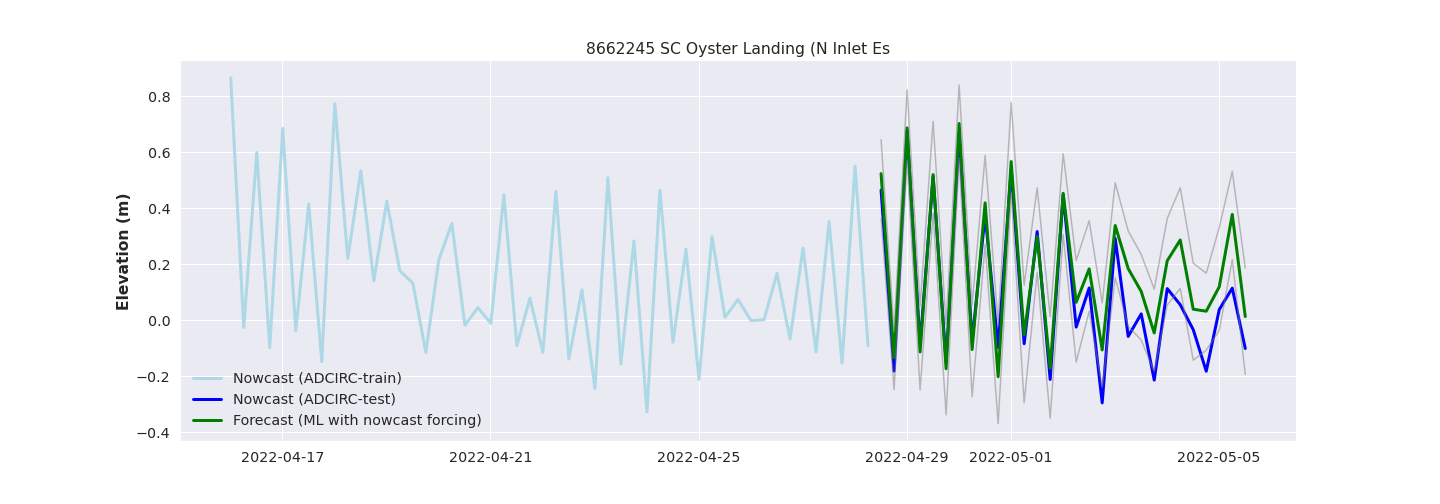 8662245 SC Oyster Landing (N Inlet Es
Elevation (m)
0.8
0.6
0.4
0.2
0.0
−0.2
−0.4
Nowcast (ADCIRC-train)
Nowcast (ADCIRC-test)
Forecast (ML with nowcast forcing)
2022-04-17 2022-04-21 2022-04-25 2022-04-29 2022-05-01 2022-05-05